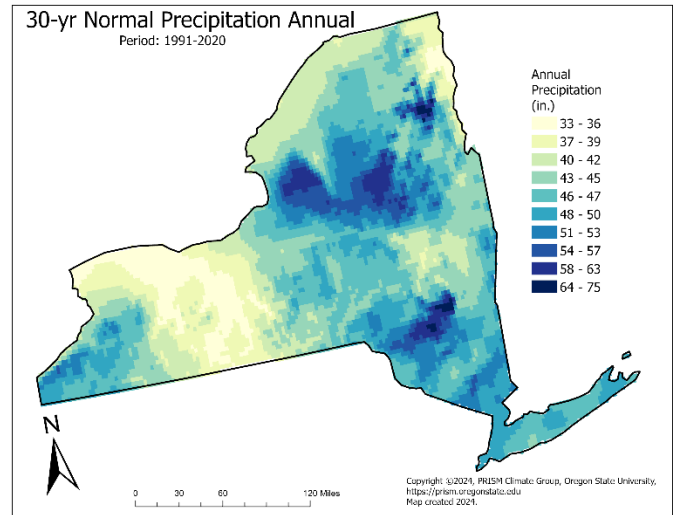 30-yr Normal Precipitation Annual
Period: 1991-2020
Annual
Precipitation
(in.)
33 - 36
37 - 39
40 - 42
43 - 45
46 - 47
48 - 50
51 - 53
54 - 57
58 - 63
64 - 75
N
0 30 60 120 Miles
Copyright ©2024, PRISM Climate Group, Oregon State University,
https://prism.oregonstate.edu
Map created 2024.